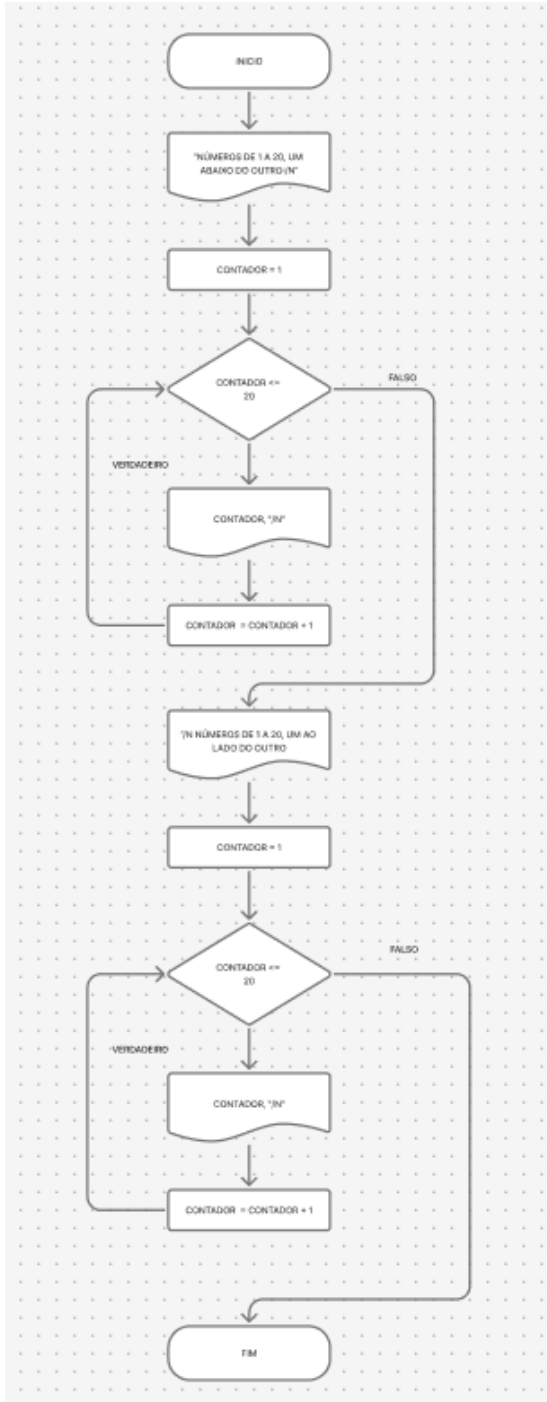 INICIO
"NÚMEROS DE 1 A 20, UM
ABAIXO DO OUTRO /N"
CONTADOR = 1
CONTADOR <=
20
FALSO
VERDADEIRO
CONTADOR, "/N"
CONTADOR = CONTADOR + 1
"/N NÚMEROS DE 1 A 20, UM AO
LADO DO OUTRO
CONTADOR = 1
CONTADOR <=
20
FALSO
VERDADEIRO
CONTADOR, "/N"
CONTADOR = CONTADOR + 1
FIM